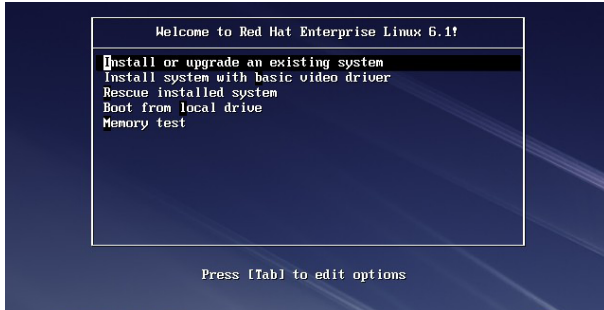 Welcome to Red Hat Enterprise Linux 6.1!
Install or upgrade an existing system
Install system with basic video driver
Rescue installed system
Boot from local drive
Memory test
Press [Tab] to edit options